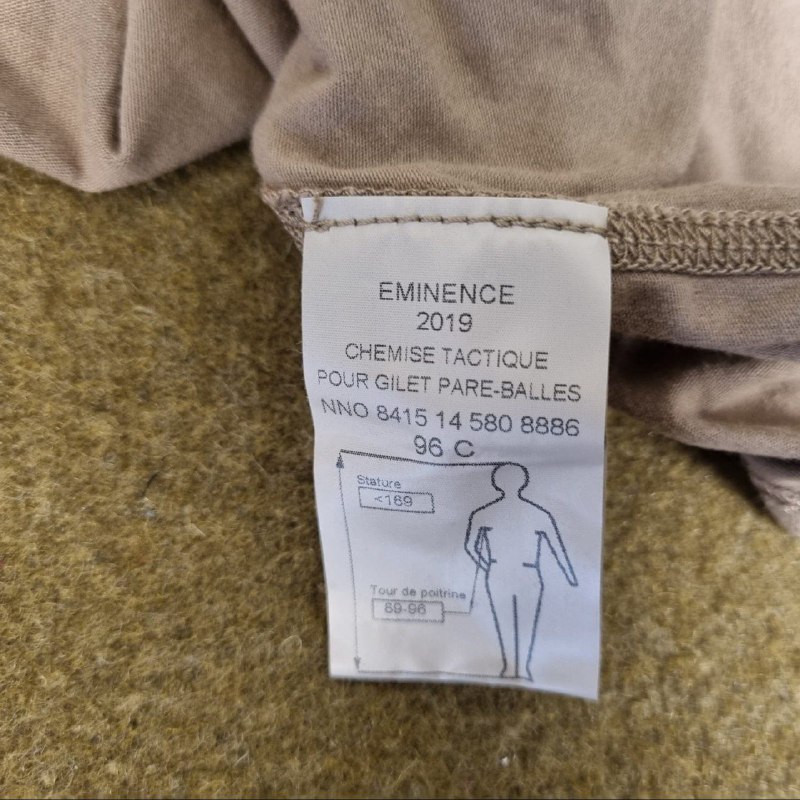 EMINENCE
2019
CHEMISE TACTIQUE
POUR GILET PARE-BALLES
NNO 8415 14 580 8886
96 C
Stature
<169
Tour de poitrine
89-96